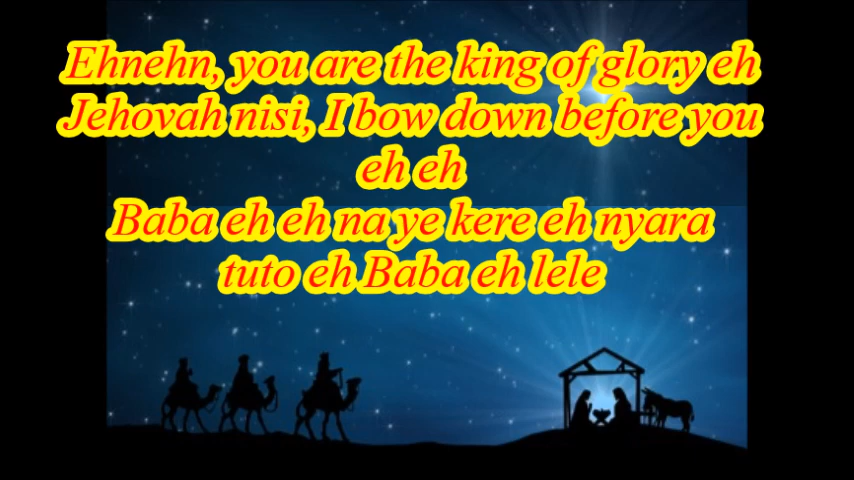 Ehnehn, you are the king of glory eh
Jehovah nisi, I bow down before you
eh eh
Baba eh eh na ye kere eh nyara
tuto eh Baba eh lele